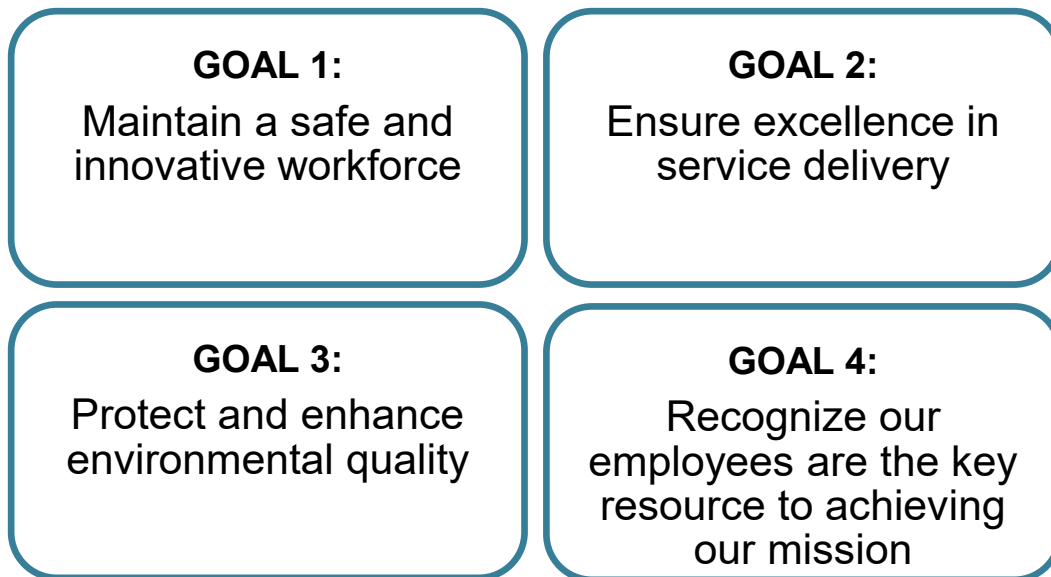 GOAL 1:
Maintain a safe and
innovative workforce
GOAL 2:
Ensure excellence in
service delivery
GOAL 3:
Protect and enhance
environmental quality
GOAL 4:
Recognize our
employees are the key
resource to achieving
our mission